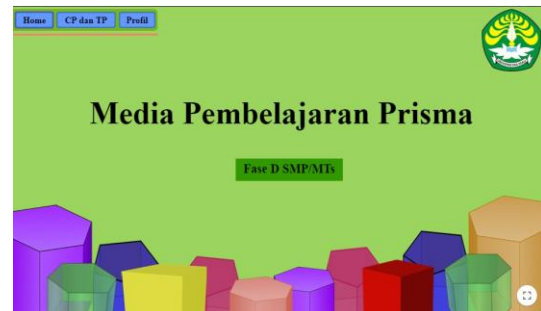 Home CP dan TP Profil
Media Pembelajaran Prisma
Fase D SMP/MTs